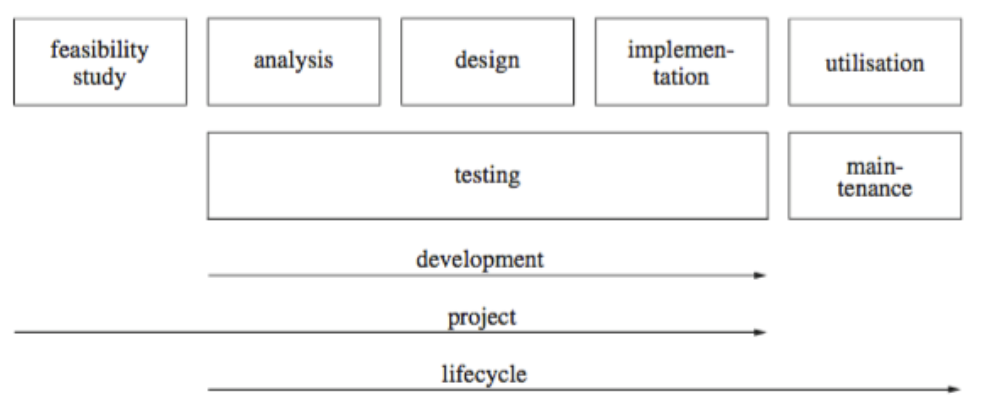 feasibility
study
analysis
design
implemen-
tation
utilisation
testing
main-
tenance
development
project
lifecycle